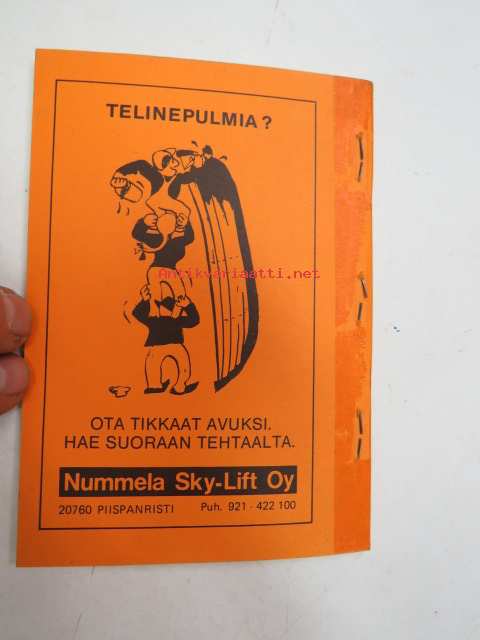 TELINEPULMIA?
Antikvariaatti.net
OTA TIKKAAT AVUKSI.
HAE SUORAAN TEHTAALTA.
Nummela Sky-Lift Oy
20760 PIISPANRISTI Puh. 921 - 422 100